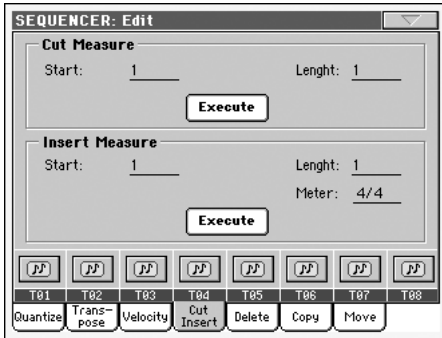 SEQUENCER: Edit
Cut Measure
Start: 1 Lenght: 1
Execute
Insert Measure
Start: 1 Lenght: 1
Meter: 4/4
Execute
T01 T02 T03 T04 T05 T06 T07 T08
Quantize Trans-pose Velocity Cut Insert Delete Copy Move